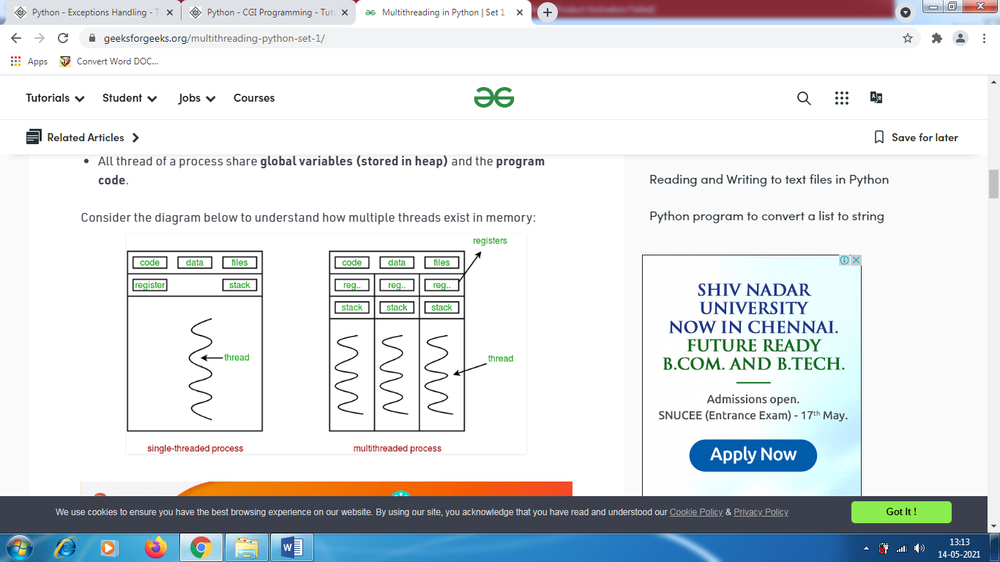 Python - Exceptions Handling - T
Python - CGI Programming - Tut
Multithreading in Python | Set 1
Product Activation Failed)
geeksforgeeks.org/multithreading-python-set-1/
Apps
Convert Word DOC...
Tutorials
Student
Jobs
Courses
Related Articles
Save for later
All thread of a process share global variables (stored in heap) and the program
code.
Consider the diagram below to understand how multiple threads exist in memory:
code data files
register stack
thread
single-threaded process
registers
code data files
reg.. reg.. reg..
stack stack stack
thread
multithreaded process
Reading and Writing to text files in Python
Python program to convert a list to string
SHIV NADAR
UNIVERSITY
NOW IN CHENNAI.
FUTURE READY
B.COM. AND B.TECH.
Admissions open.
SNUCEE (Entrance Exam) - 17th May.
Apply Now
We use cookies to ensure you have the best browsing experience on our website. By using our site, you acknowledge that you have read and understood our Cookie Policy & Privacy Policy
Got It !
13:13
14-05-2021